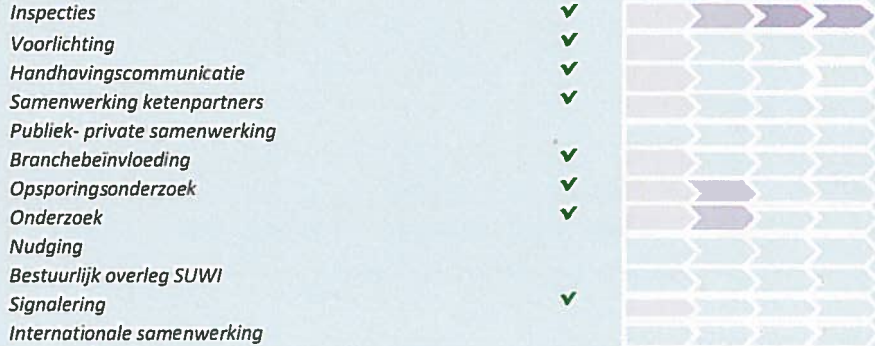 Inspecties ✔
Voorlichting ✔
Handhavingscommunicatie ✔
Samenwerking ketenpartners ✔
Publiek- private samenwerking
Branchebeïnvloeding ✔
Opsporingsonderzoek ✔
Onderzoek ✔
Nudging
Bestuurlijk overleg SUWI
Signalering ✔
Internationale samenwerking